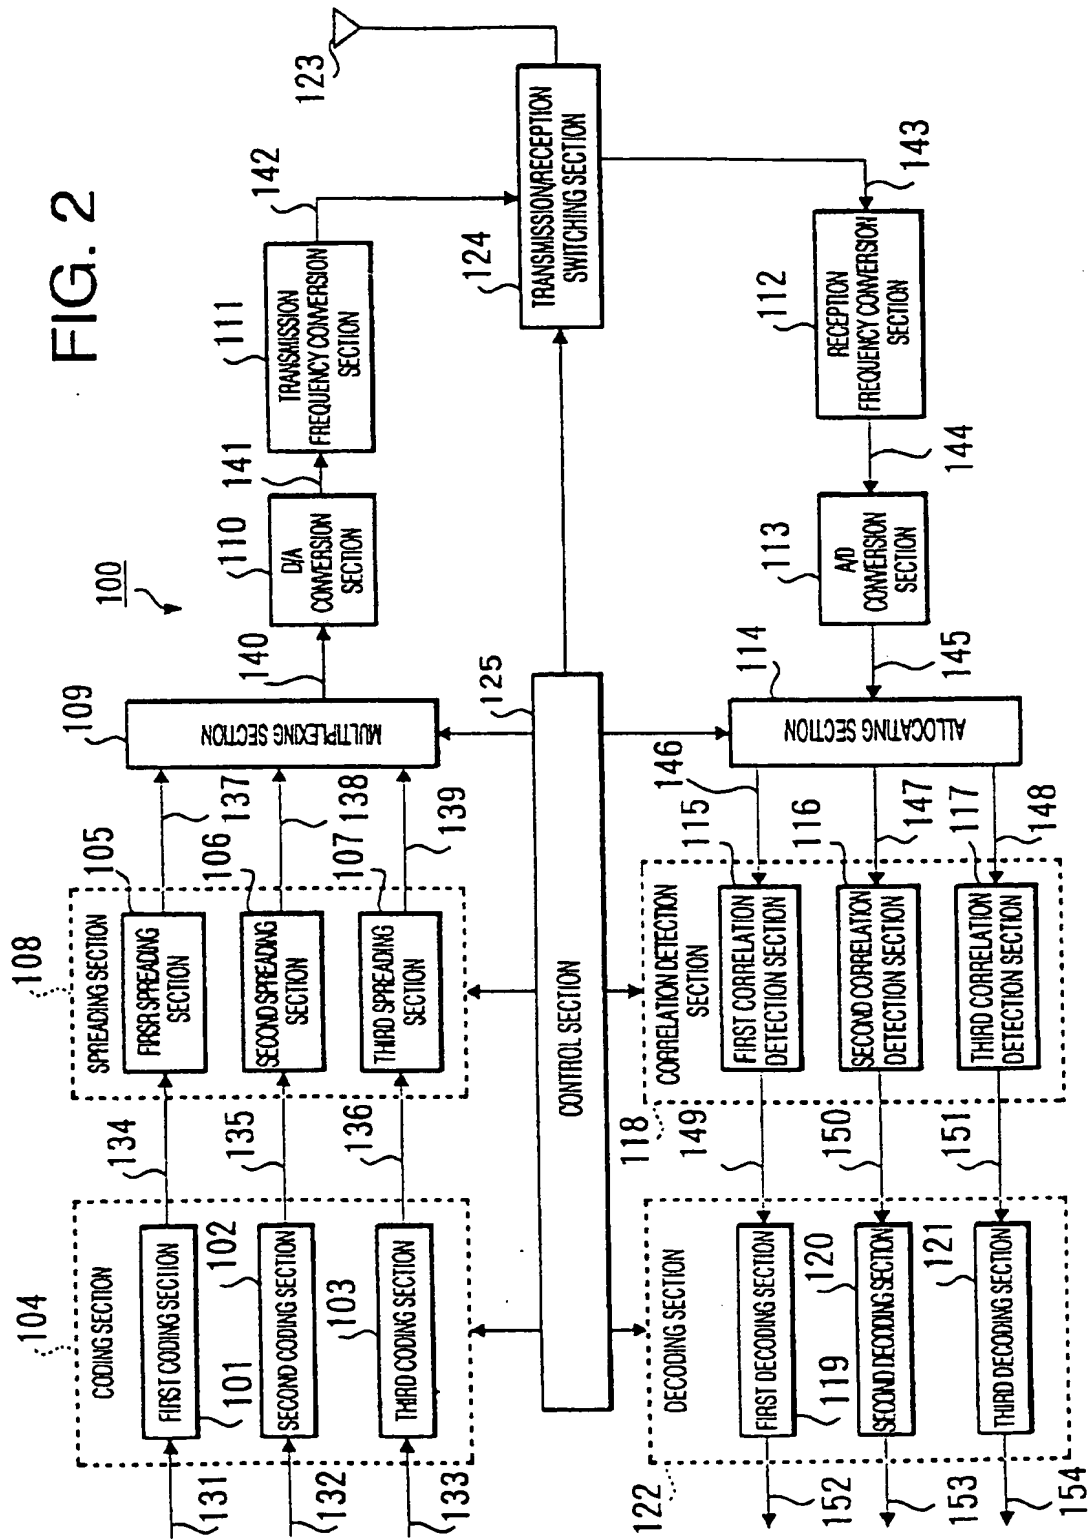 FIG. 2
100
104
CODING SECTION
FIRST CODING SECTION
101
SECOND CODING SECTION
102
THIRD CODING SECTION
103
131
132
133
134
135
136
108
SPREADING SECTION
FIRSR SPREADING
SECTION
105
SECOND SPREADING
SECTION
106
THIRD SPREADING
SECTION
107
137
138
139
109
MULTIPLEXING SECTION
140
110
D/A
CONVERSION
SECTION
141
111
TRANSMISSION
FREQUENCY CONVERSION
SECTION
142
123
124
TRANSMISSION/RECEPTION
SWITCHING SECTION
CONTROL SECTION
125
143
112
RECEPTION
FREQUENCY CONVERSION
SECTION
144
113
A/D
CONVERSION
SECTION
145
114
ALLOCATING SECTION
146
147
148
118
CORRELATION DETECTION
SECTION
115
FIRST CORRELATION
DETECTION SECTION
116
SECOND CORRELATION
DETECTION SECTION
117
THIRD CORRELATION
DETECTION SECTION
149
150
151
122
DECODING SECTION
FIRST DECODING SECTION
119
SECOND DECODING SECTION
120
THIRD DECODING SECTION
121
152
153
154